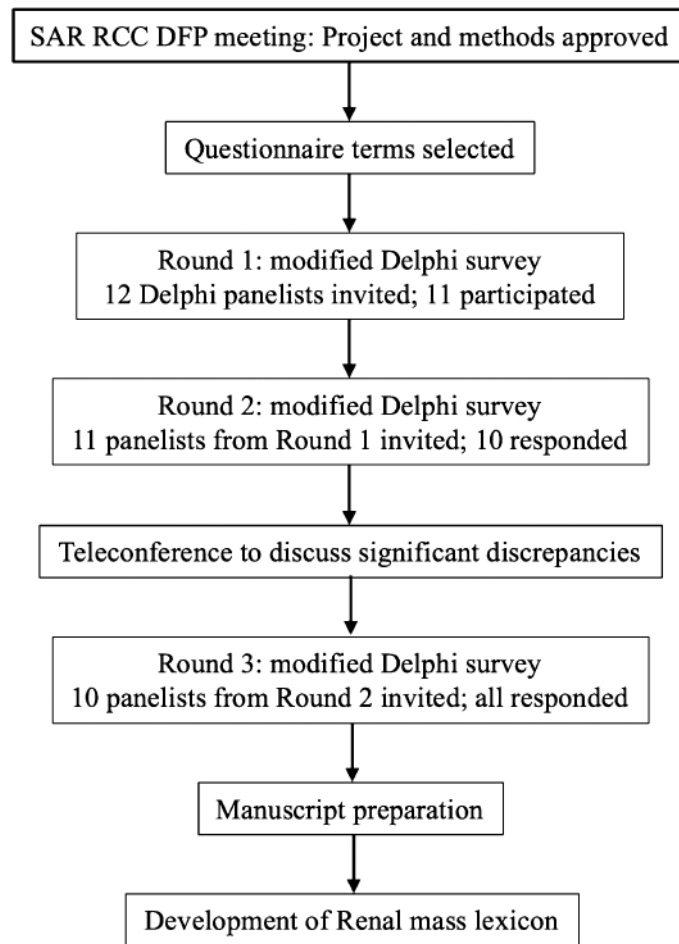 SAR RCC DFP meeting: Project and methods approved
Questionnaire terms selected
Round 1: modified Delphi survey
12 Delphi panelists invited; 11 participated
Round 2: modified Delphi survey
11 panelists from Round 1 invited; 10 responded
Teleconference to discuss significant discrepancies
Round 3: modified Delphi survey
10 panelists from Round 2 invited; all responded
Manuscript preparation
Development of Renal mass lexicon